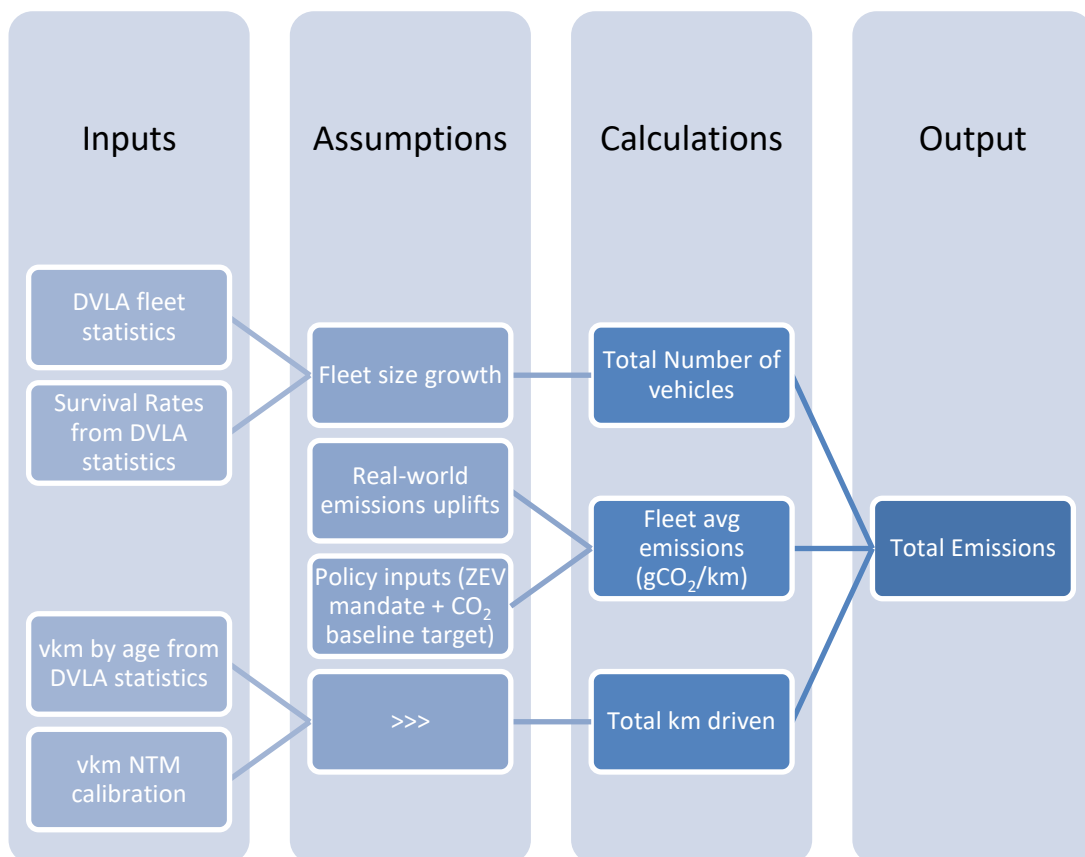 Inputs
Assumptions
Calculations
Output
DVLA fleet
statistics
Survival Rates
from DVLA
statistics
vkm by age from
DVLA statistics
vkm NTM
calibration
Fleet size growth
Real-world
emissions uplifts
Policy inputs (ZEV
mandate + CO₂
baseline target)
>>>
Total Number of
vehicles
Fleet avg
emissions
(gCO₂/km)
Total km driven
Total Emissions